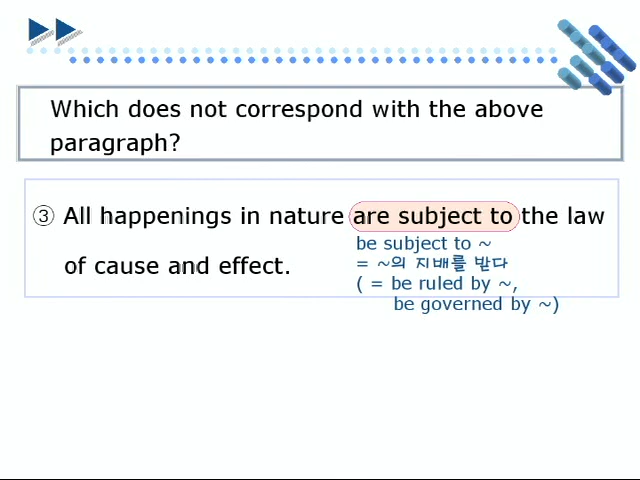 Which does not correspond with the above
paragraph?
③ All happenings in nature are subject to the law
of cause and effect.
be subject to ~
= ~의 지배를 받다
( = be ruled by ~,
be governed by ~)